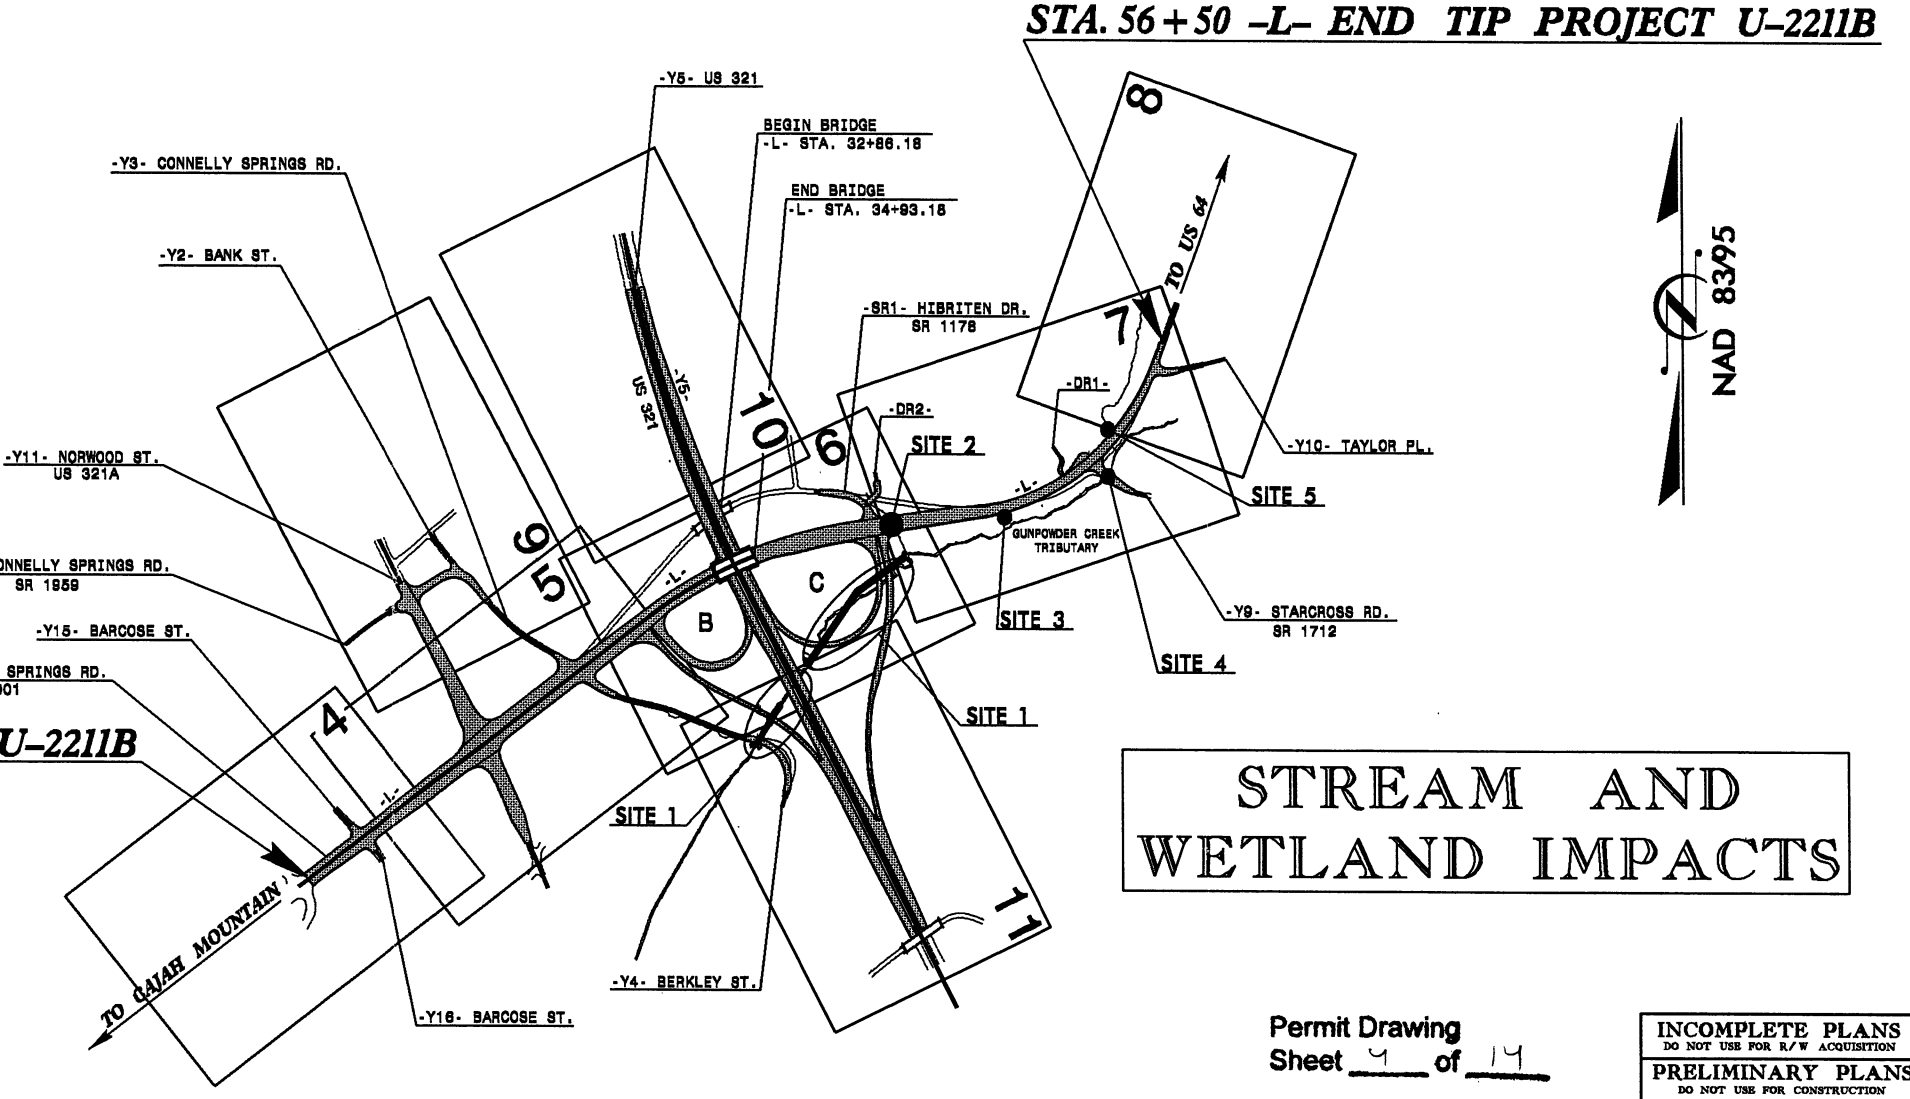 STA. 56+50 -L- END TIP PROJECT U-2211B
-Y5- US 321
8
BEGIN BRIDGE
-L- STA. 32+86.18
-Y3- CONNELLY SPRINGS RD.
END BRIDGE
-L- STA. 34+93.18
TO US 64
-Y2- BANK ST.
NAD 83/95
-SR1- HIBRITEN DR.
SR 1178
7
-Y5-
US 321
-DR1-
10
-DR2-
6
SITE 2
-Y10- TAYLOR PL.
-Y11- NORWOOD ST.
US 321A
-L-
SITE 5
9
GUNPOWDER CREEK
TRIBUTARY
ONNELLY SPRINGS RD.
SR 1959
5
-L-
C
B
SITE 3
-Y9- STARCROSS RD.
SR 1712
-Y15- BARCOSE ST.
SITE 4
SPRINGS RD.
001
4
SITE 1
U-2211B
STREAM AND
WETLAND IMPACTS
-L-
SITE 1
11
TO CAJAH MOUNTAIN
-Y4- BERKLEY ST.
-Y16- BARCOSE ST.
Permit Drawing
Sheet 4 of 14
INCOMPLETE PLANS
DO NOT USE FOR R/W ACQUISITION
PRELIMINARY PLANS
DO NOT USE FOR CONSTRUCTION